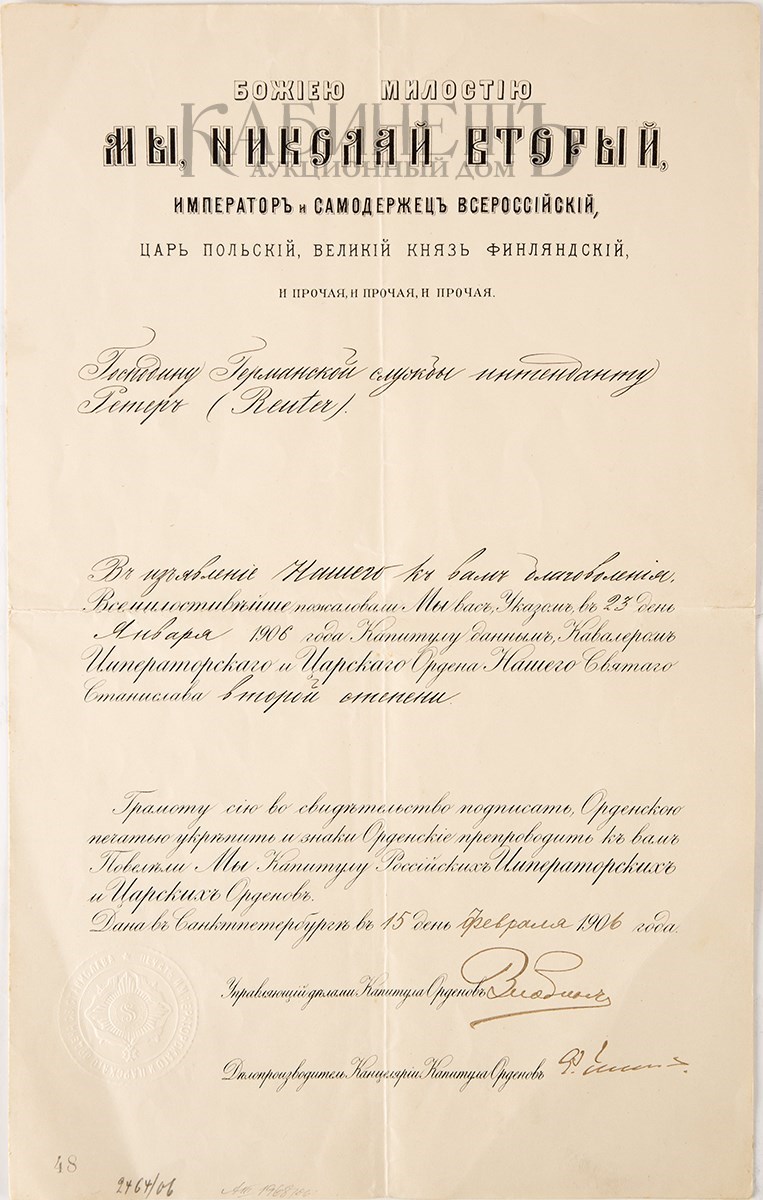 БОЖІЕЮ МИЛОСТІЮ
КАБИНЕТЪ
МЫ, НИКОЛАЙ ВТОРЫЙ,
АУКЦИОННЫЙ ДОМ
ИМПЕРАТОРЪ и САМОДЕРЖЕЦЪ ВСЕРОССІЙСКІЙ,
ЦАРЬ ПОЛЬСКІЙ, ВЕЛИКІЙ КНЯЗЬ ФИНЛЯНДСКІЙ,
И ПРОЧАЯ, И ПРОЧАЯ, И ПРОЧАЯ.
Господину Германской службы интенданту
Ретеръ (Reuter).
Въ изъявленіе Нашего къ вамъ благоволенія,
Всемилостивѣйше пожаловали Мы васъ, Указомъ, въ 23 день
Января 1906 года Капитулу даннымъ, Кавалеромъ
Императорскаго и Царскаго Ордена Нашего Святаго
Станислава второй степени.
Грамоту сію во свидѣтельство подписать, Орденскою
печатью укрѣпить и знаки Орденскіе препроводить къ вамъ
Повелѣли Мы Капитулу Россійскихъ Императорскихъ
и Царскихъ Орденовъ.
Дана въ Санктпетербургѣ въ 15 день Февраля 1906 года.
Управляющій дѣлами Капитула Орденовъ
Дѣлопроизводитель Канцеляріи Капитула Орденовъ
48
2464/06